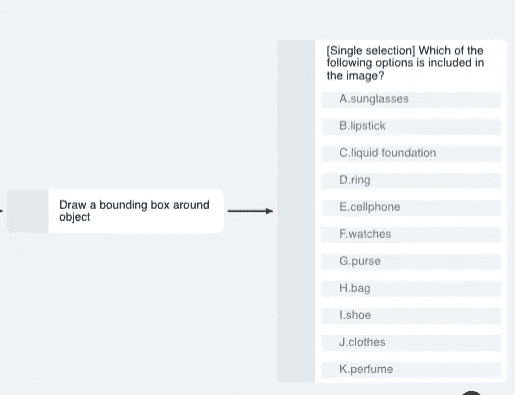 Draw a bounding box around
object
[Single selection] Which of the
following options is included in
the image?
A.sunglasses
B.lipstick
C.liquid foundation
D.ring
E.cellphone
F.watches
G.purse
H.bag
I.shoe
J.clothes
K.perfume